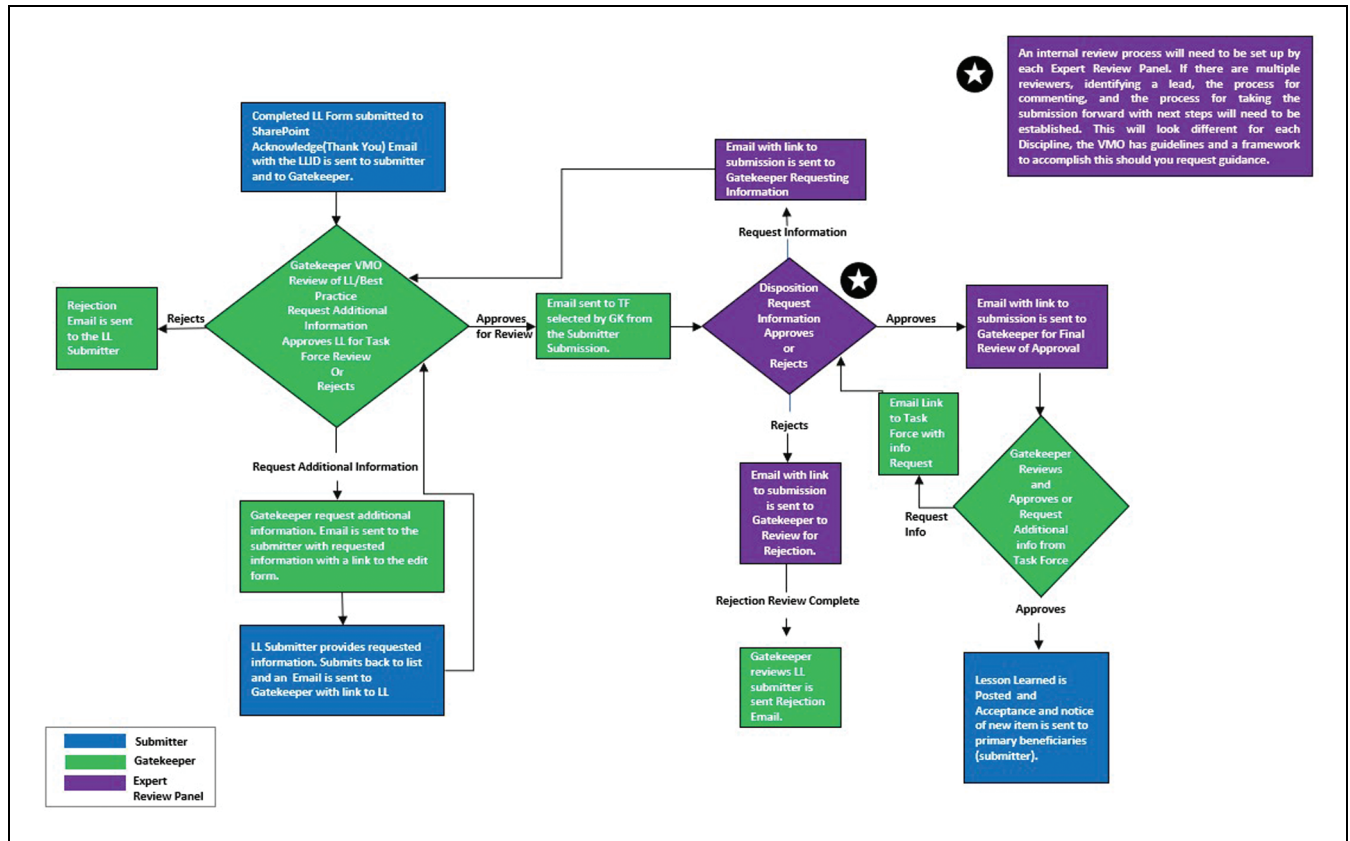 An internal review process will need to be set up by
each Expert Review Panel. If there are multiple
reviewers, identifying a lead, the process for
commenting, and the process for taking the
submission forward with next steps will need to be
established. This will look different for each
Discipline, the VMO has guidelines and a framework
to accomplish this should you request guidance.
Completed LL Form submitted to
SharePoint
Acknowledge(Thank You) Email
with the LLID is sent to submitter
and to Gatekeeper.
Email with link to
submission is sent to
Gatekeeper Requesting
Information
Request Information
Gatekeeper VMO
Review of LL/Best
Practice
Request Additional
Information
Approves LL for Task
Force Review
Or
Rejects
Rejects
Rejection
Email is sent
to the LL
Submitter
Approves
for Review
Email sent to TF
selected by GK from
the Submitter
Submission.
Disposition
Request
Information
Approves
or
Rejects
Approves
Email with link to
submission is sent to
Gatekeeper for Final
Review of Approval
Email Link
to Task
Force with
info
Request
Request
Info
Gatekeeper
Reviews
and
Approves or
Request
Additional
info from
Task Force
Rejects
Email with link
to submission
is sent to
Gatekeeper to
Review for
Rejection.
Rejection Review Complete
Gatekeeper
reviews LL
submitter is
sent Rejection
Email.
Approves
Lesson Learned is
Posted and
Acceptance and notice
of new item is sent to
primary beneficiaries
(submitter).
Request Additional Information
Gatekeeper request additional
information. Email is sent to the
submitter with requested
information with a link to the edit
form.
LL Submitter provides requested
information. Submits back to list
and an Email is sent to
Gatekeeper with link to LL
Submitter
Gatekeeper
Expert
Review Panel